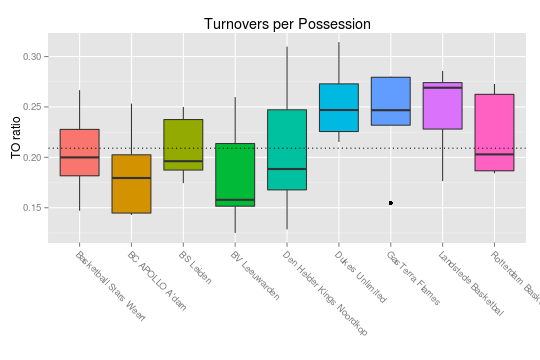 Turnovers per Possession
TO ratio
0.30
0.25
0.20
0.15
Basketball Stars Weert
BC APOLLO A'dam
BS Leiden
BV Leeuwarden
Den Helder Kings Noordkop
Dukes Unlimited
GasTerra Flames
Landstede Basketbal
Rotterdam Bask